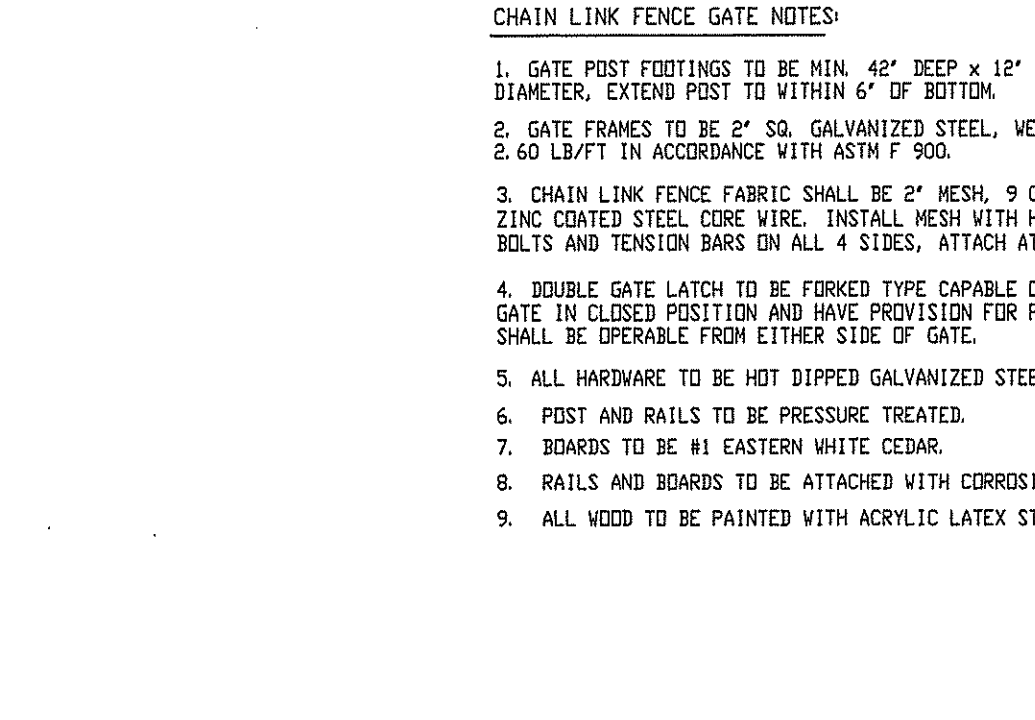 CHAIN LINK FENCE GATE NOTES:
1. GATE POST FOOTINGS TO BE MIN. 42" DEEP x 12"
DIAMETER, EXTEND POST TO WITHIN 6" OF BOTTOM.
2. GATE FRAMES TO BE 2" SQ. GALVANIZED STEEL,
2.60 LB/FT IN ACCORDANCE WITH ASTM F 900.
3. CHAIN LINK FENCE FABRIC SHALL BE 2" MESH, 9
ZINC COATED STEEL CORE WIRE. INSTALL MESH WITH
BOLTS AND TENSION BARS ON ALL 4 SIDES, ATTACH
4. DOUBLE GATE LATCH TO BE FORKED TYPE CAPABLE
GATE IN CLOSED POSITION AND HAVE PROVISION FOR
SHALL BE OPERABLE FROM EITHER SIDE OF GATE.
5. ALL HARDWARE TO BE HOT DIPPED GALVANIZED
6. POST AND RAILS TO BE PRESSURE TREATED.
7. BOARDS TO BE #1 EASTERN WHITE CEDAR.
8. RAILS AND BOARDS TO BE ATTACHED WITH
9. ALL WOOD TO BE PAINTED WITH ACRYLIC LATEX